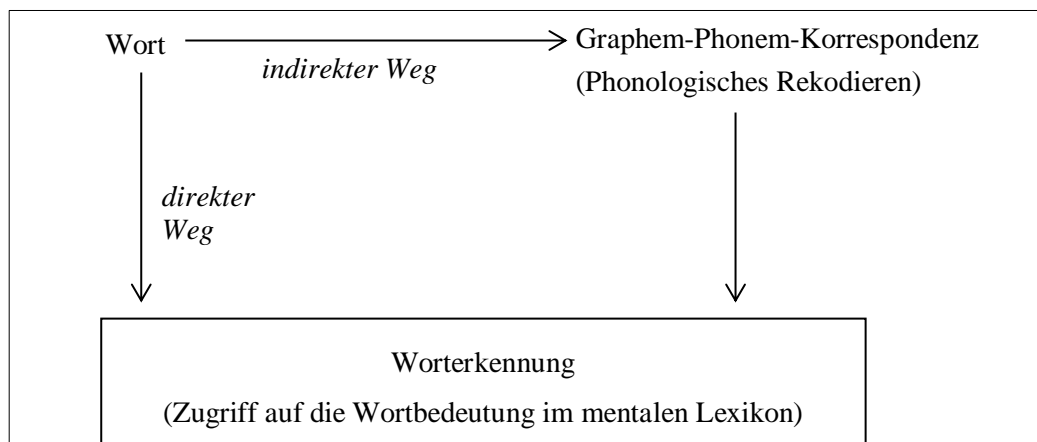 Wort
indirekter Weg
Graphem-Phonem-Korrespondenz
(Phonologisches Rekodieren)
direkter
Weg
Worterkennung
(Zugriff auf die Wortbedeutung im mentalen Lexikon)